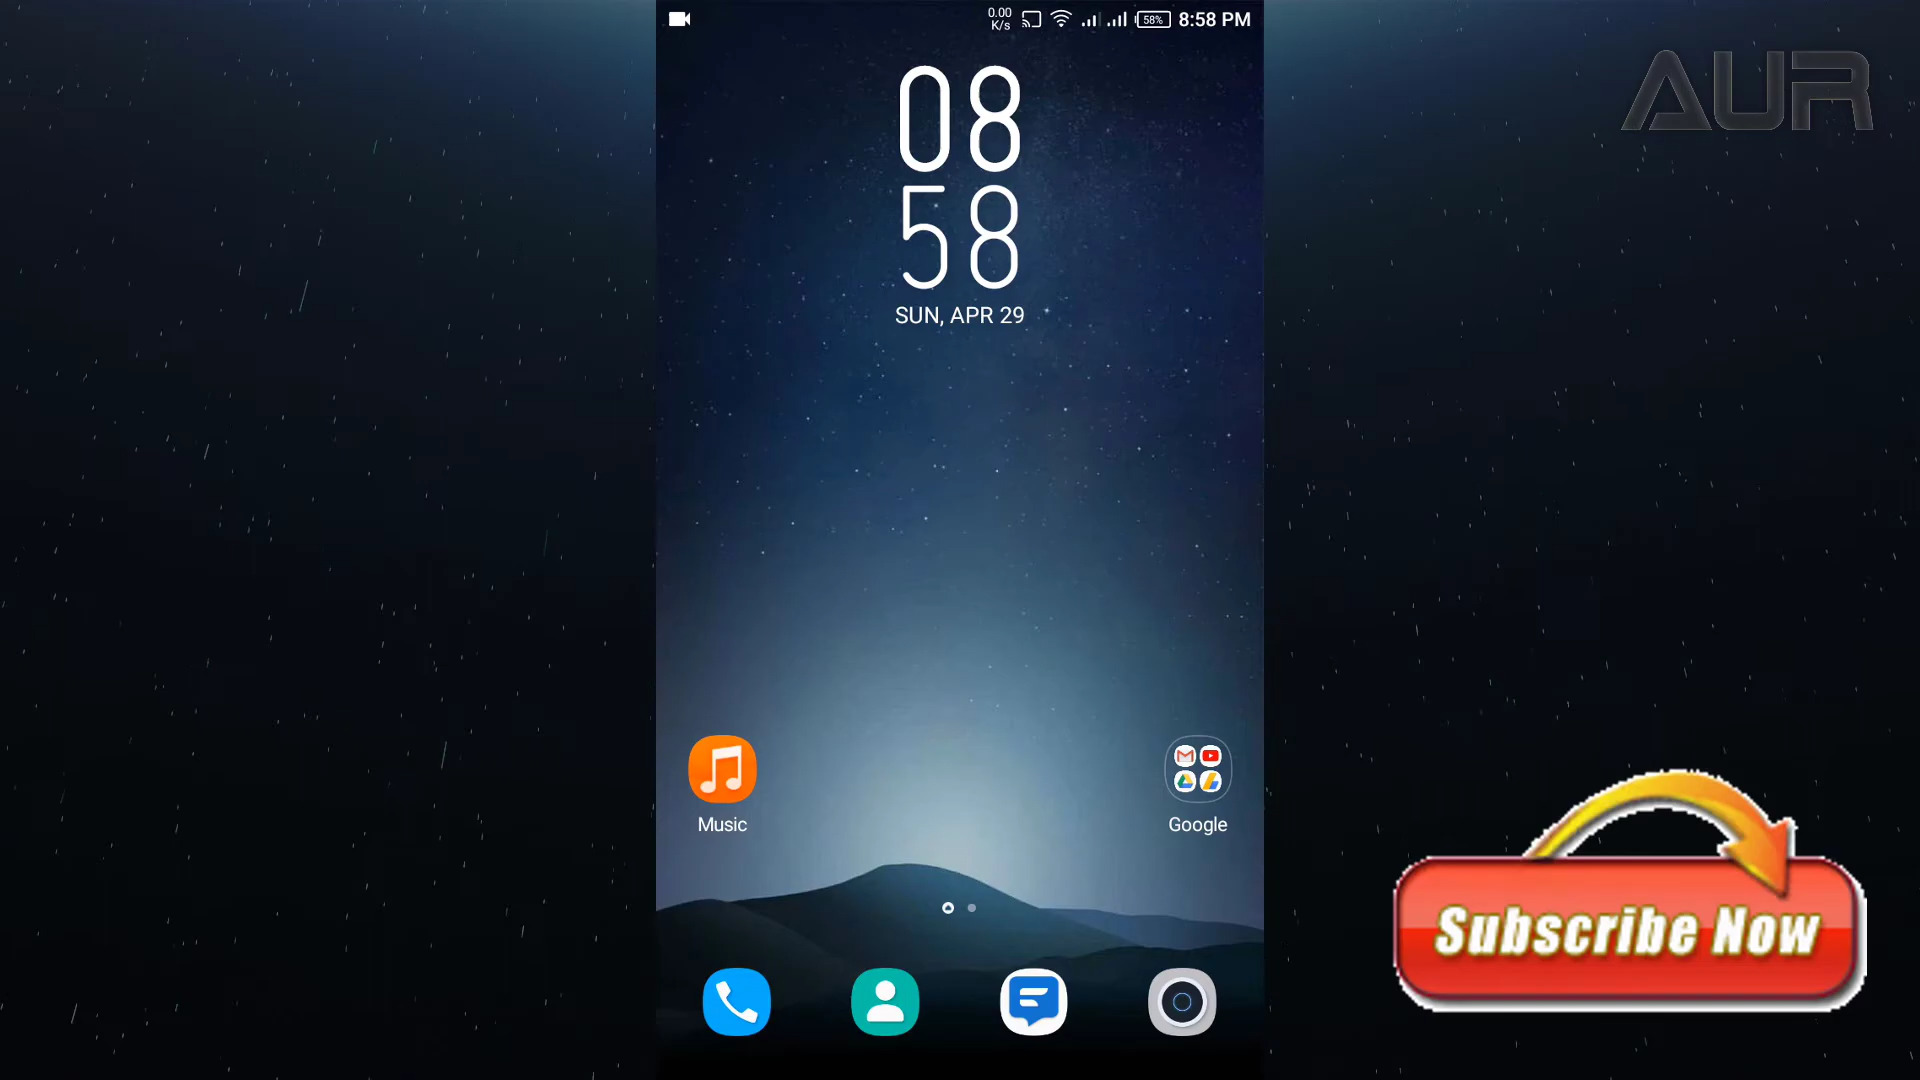 0.00
K/s
58%
8:58 PM
AUR
08
58
SUN, APR 29
Music
Google
Subscribe Now